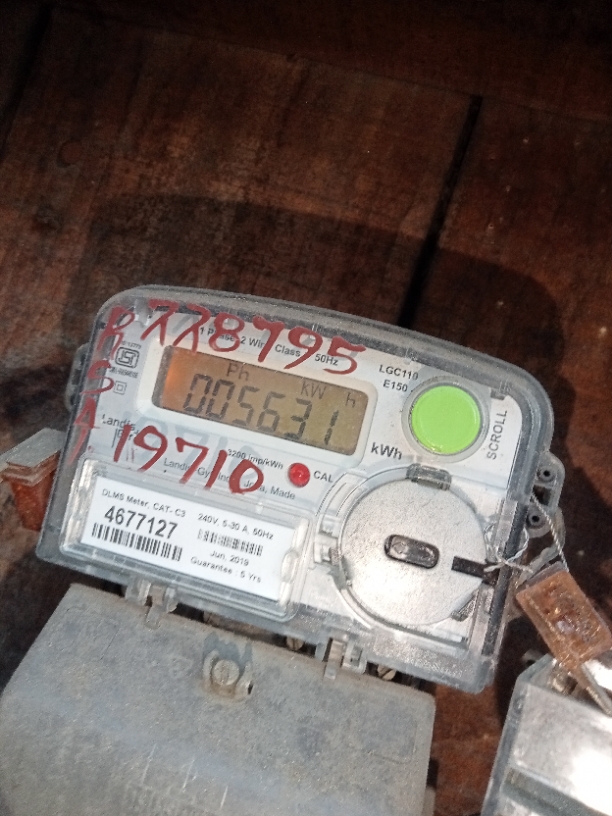 778795
50Hz
LGC110
E150
Ph kW h
005631
kWh
SCROLL
19710
3200 imp/kWh
CAL
DLMS Meter, CAT- C3
4677127
240V, 5-30 A, 50Hz
Jun, 2019
Guarantee : 5 Yrs